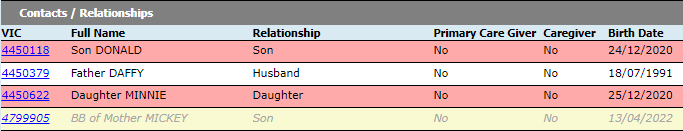 Contacts / Relationships
VIC Full Name Relationship Primary Care Giver Caregiver Birth Date
4450118 Son DONALD Son No No 24/12/2020
4450379 Father DAFFY Husband No No 18/07/1991
4450622 Daughter MINNIE Daughter No No 25/12/2020
4799905 BB of Mother MICKEY Son No No 13/04/2022